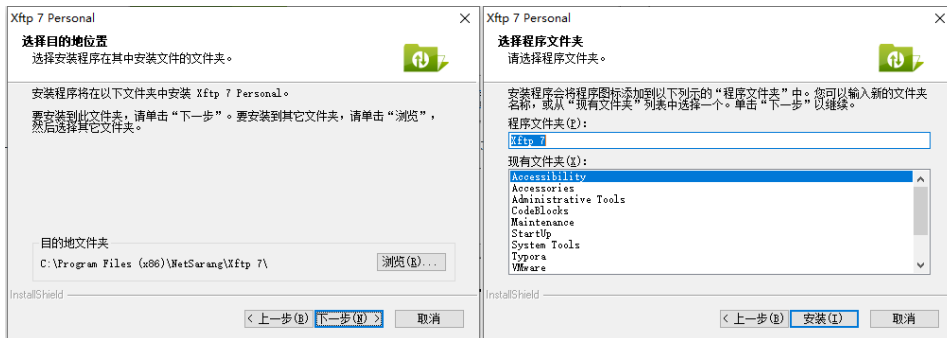 Xftp 7 Personal
选择目的地位置
选择安装程序在其中安装文件的文件夹。
安装程序将在以下文件夹中安装 Xftp 7 Personal。
要安装到此文件夹，请单击“下一步”。要安装到其它文件夹，请单击“浏览”，
然后选择其它文件夹。
目的地文件夹
C:\Program Files (x86)\NetSarang\Xftp 7\
浏览(R)...
InstallShield
< 上一步(B)
下一步(N) >
取消
Xftp 7 Personal
选择程序文件夹
请选择程序文件夹。
安装程序会将程序图标添加到以下列示的“程序文件夹”中。您可以输入新的文件夹
名称，或从“现有文件夹”列表中选择一个。单击“下一步”以继续。
程序文件夹(P):
Xftp 7
现有文件夹(X):
Accessibility
Accessories
Administrative Tools
CodeBlocks
Maintenance
StartUp
System Tools
Typora
VMware
InstallShield
< 上一步(B)
安装(I)
取消